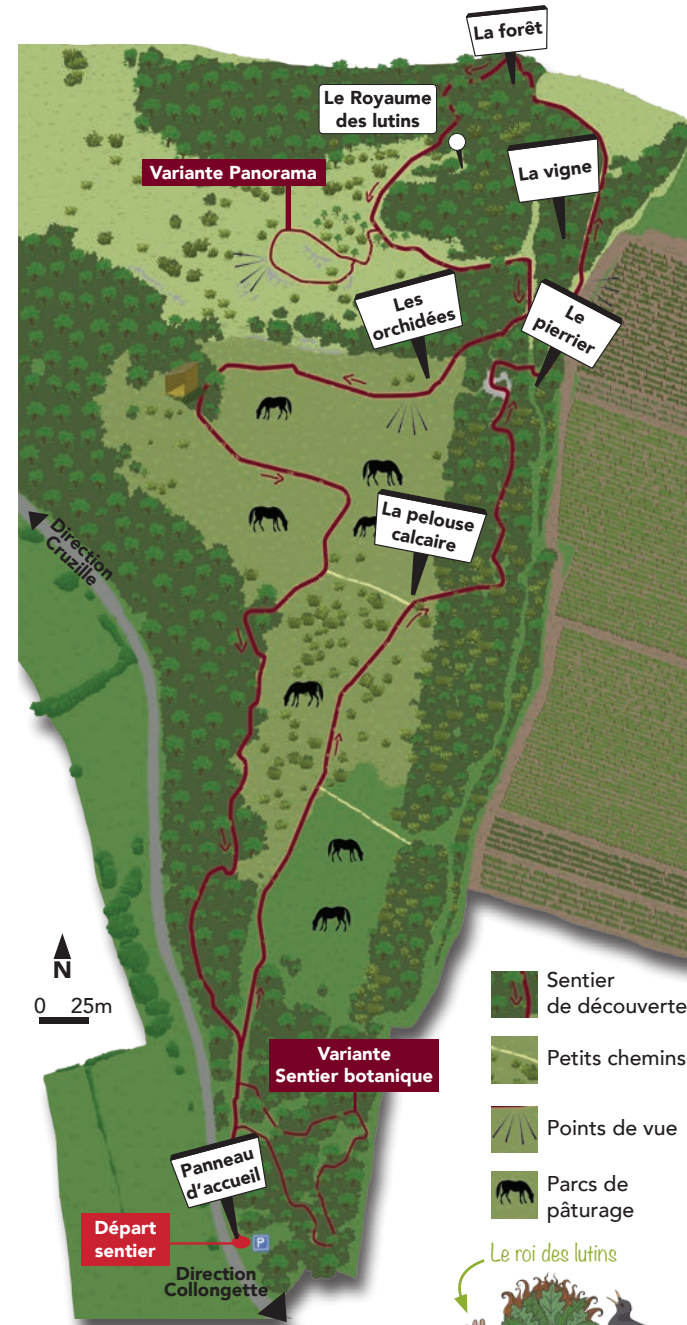 La forêt
Le Royaume
des lutins
La vigne
Variante Panorama
Les
orchidées
Le
pierrier
La pelouse
calcaire
Direction
Cruzille
N
0 25m
Sentier
de découverte
Petits chemins
Points de vue
Parcs de
pâturage
Variante
Sentier botanique
Panneau
d'accueil
Départ
sentier
P
Direction
Collongette
Le roi des lutins